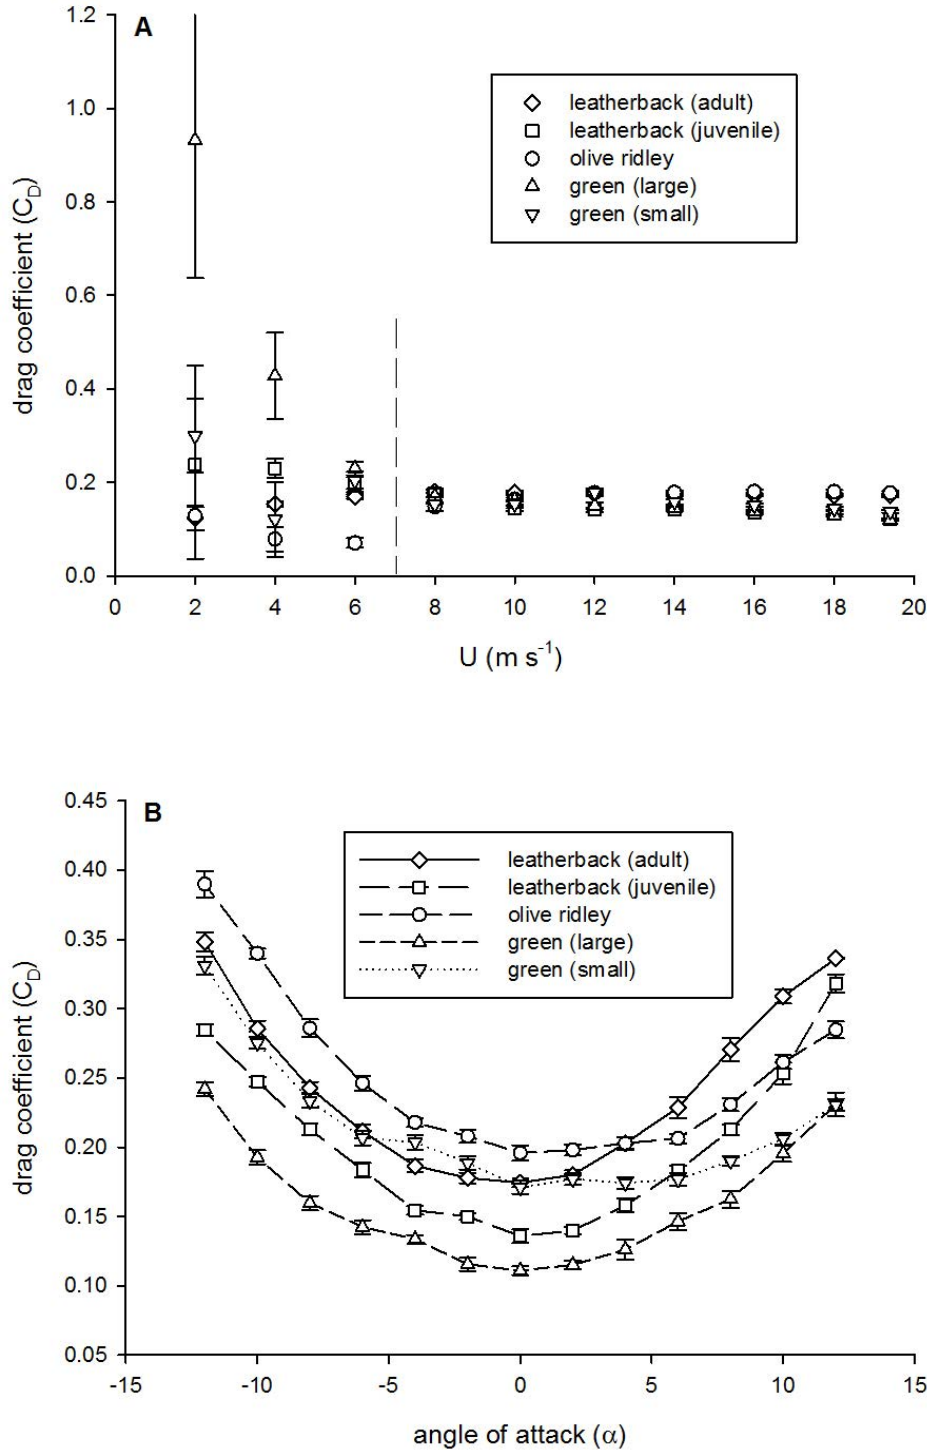 A
1.2
1.0
0.8
0.6
0.4
0.2
0.0
drag coefficient (C_D)
leatherback (adult)
leatherback (juvenile)
olive ridley
green (large)
green (small)
0 2 4 6 8 10 12 14 16 18 20
U (m s⁻¹)
B
0.45
0.40
0.35
0.30
0.25
0.20
0.15
0.10
0.05
drag coefficient (C_D)
leatherback (adult)
leatherback (juvenile)
olive ridley
green (large)
green (small)
-15 -10 -5 0 5 10 15
angle of attack (α)